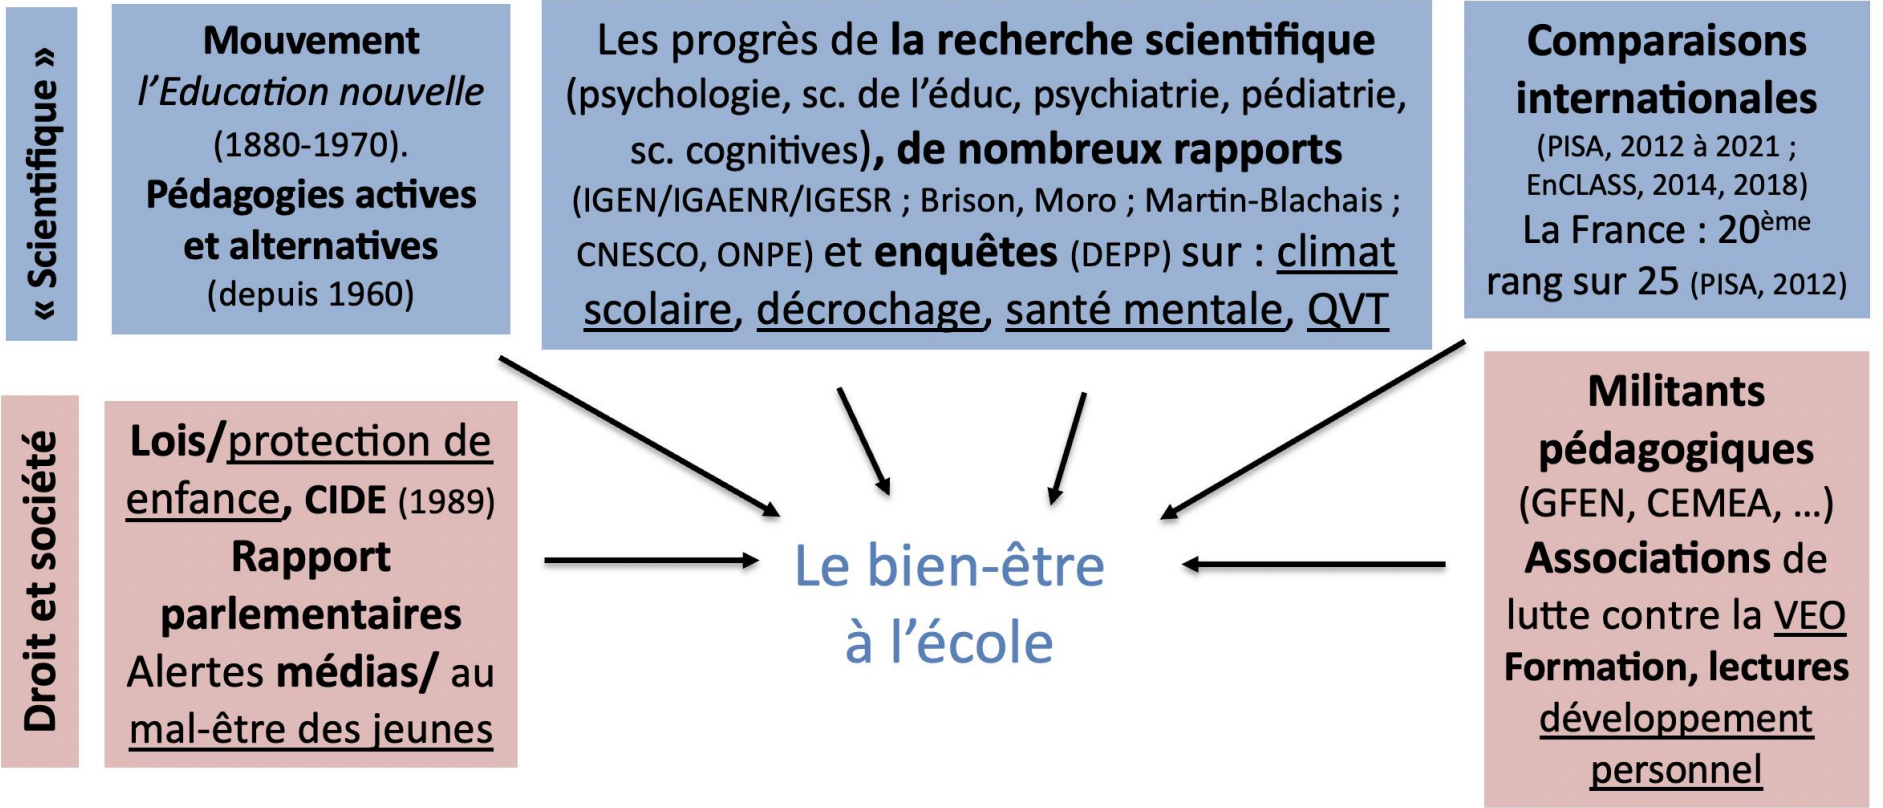 « Scientifique »
Mouvement
l’Education nouvelle
(1880-1970).
Pédagogies actives
et alternatives
(depuis 1960)
Les progrès de la recherche scientifique
(psychologie, sc. de l’éduc, psychiatrie, pédiatrie,
sc. cognitives), de nombreux rapports
(IGEN/IGAENR/IGESR ; Brison, Moro ; Martin-Blachais ;
CNESCO, ONPE) et enquêtes (DEPP) sur : climat
scolaire, décrochage, santé mentale, QVT
Comparaisons
internationales
(PISA, 2012 à 2021 ;
EnCLASS, 2014, 2018)
La France : 20ème
rang sur 25 (PISA, 2012)
Droit et société
Lois/protection de
enfance, CIDE (1989)
Rapport
parlementaires
Alertes médias/ au
mal-être des jeunes
Le bien-être
à l’école
Militants
pédagogiques
(GFEN, CEMEA, …)
Associations de
lutte contre la VEO
Formation, lectures
développement
personnel